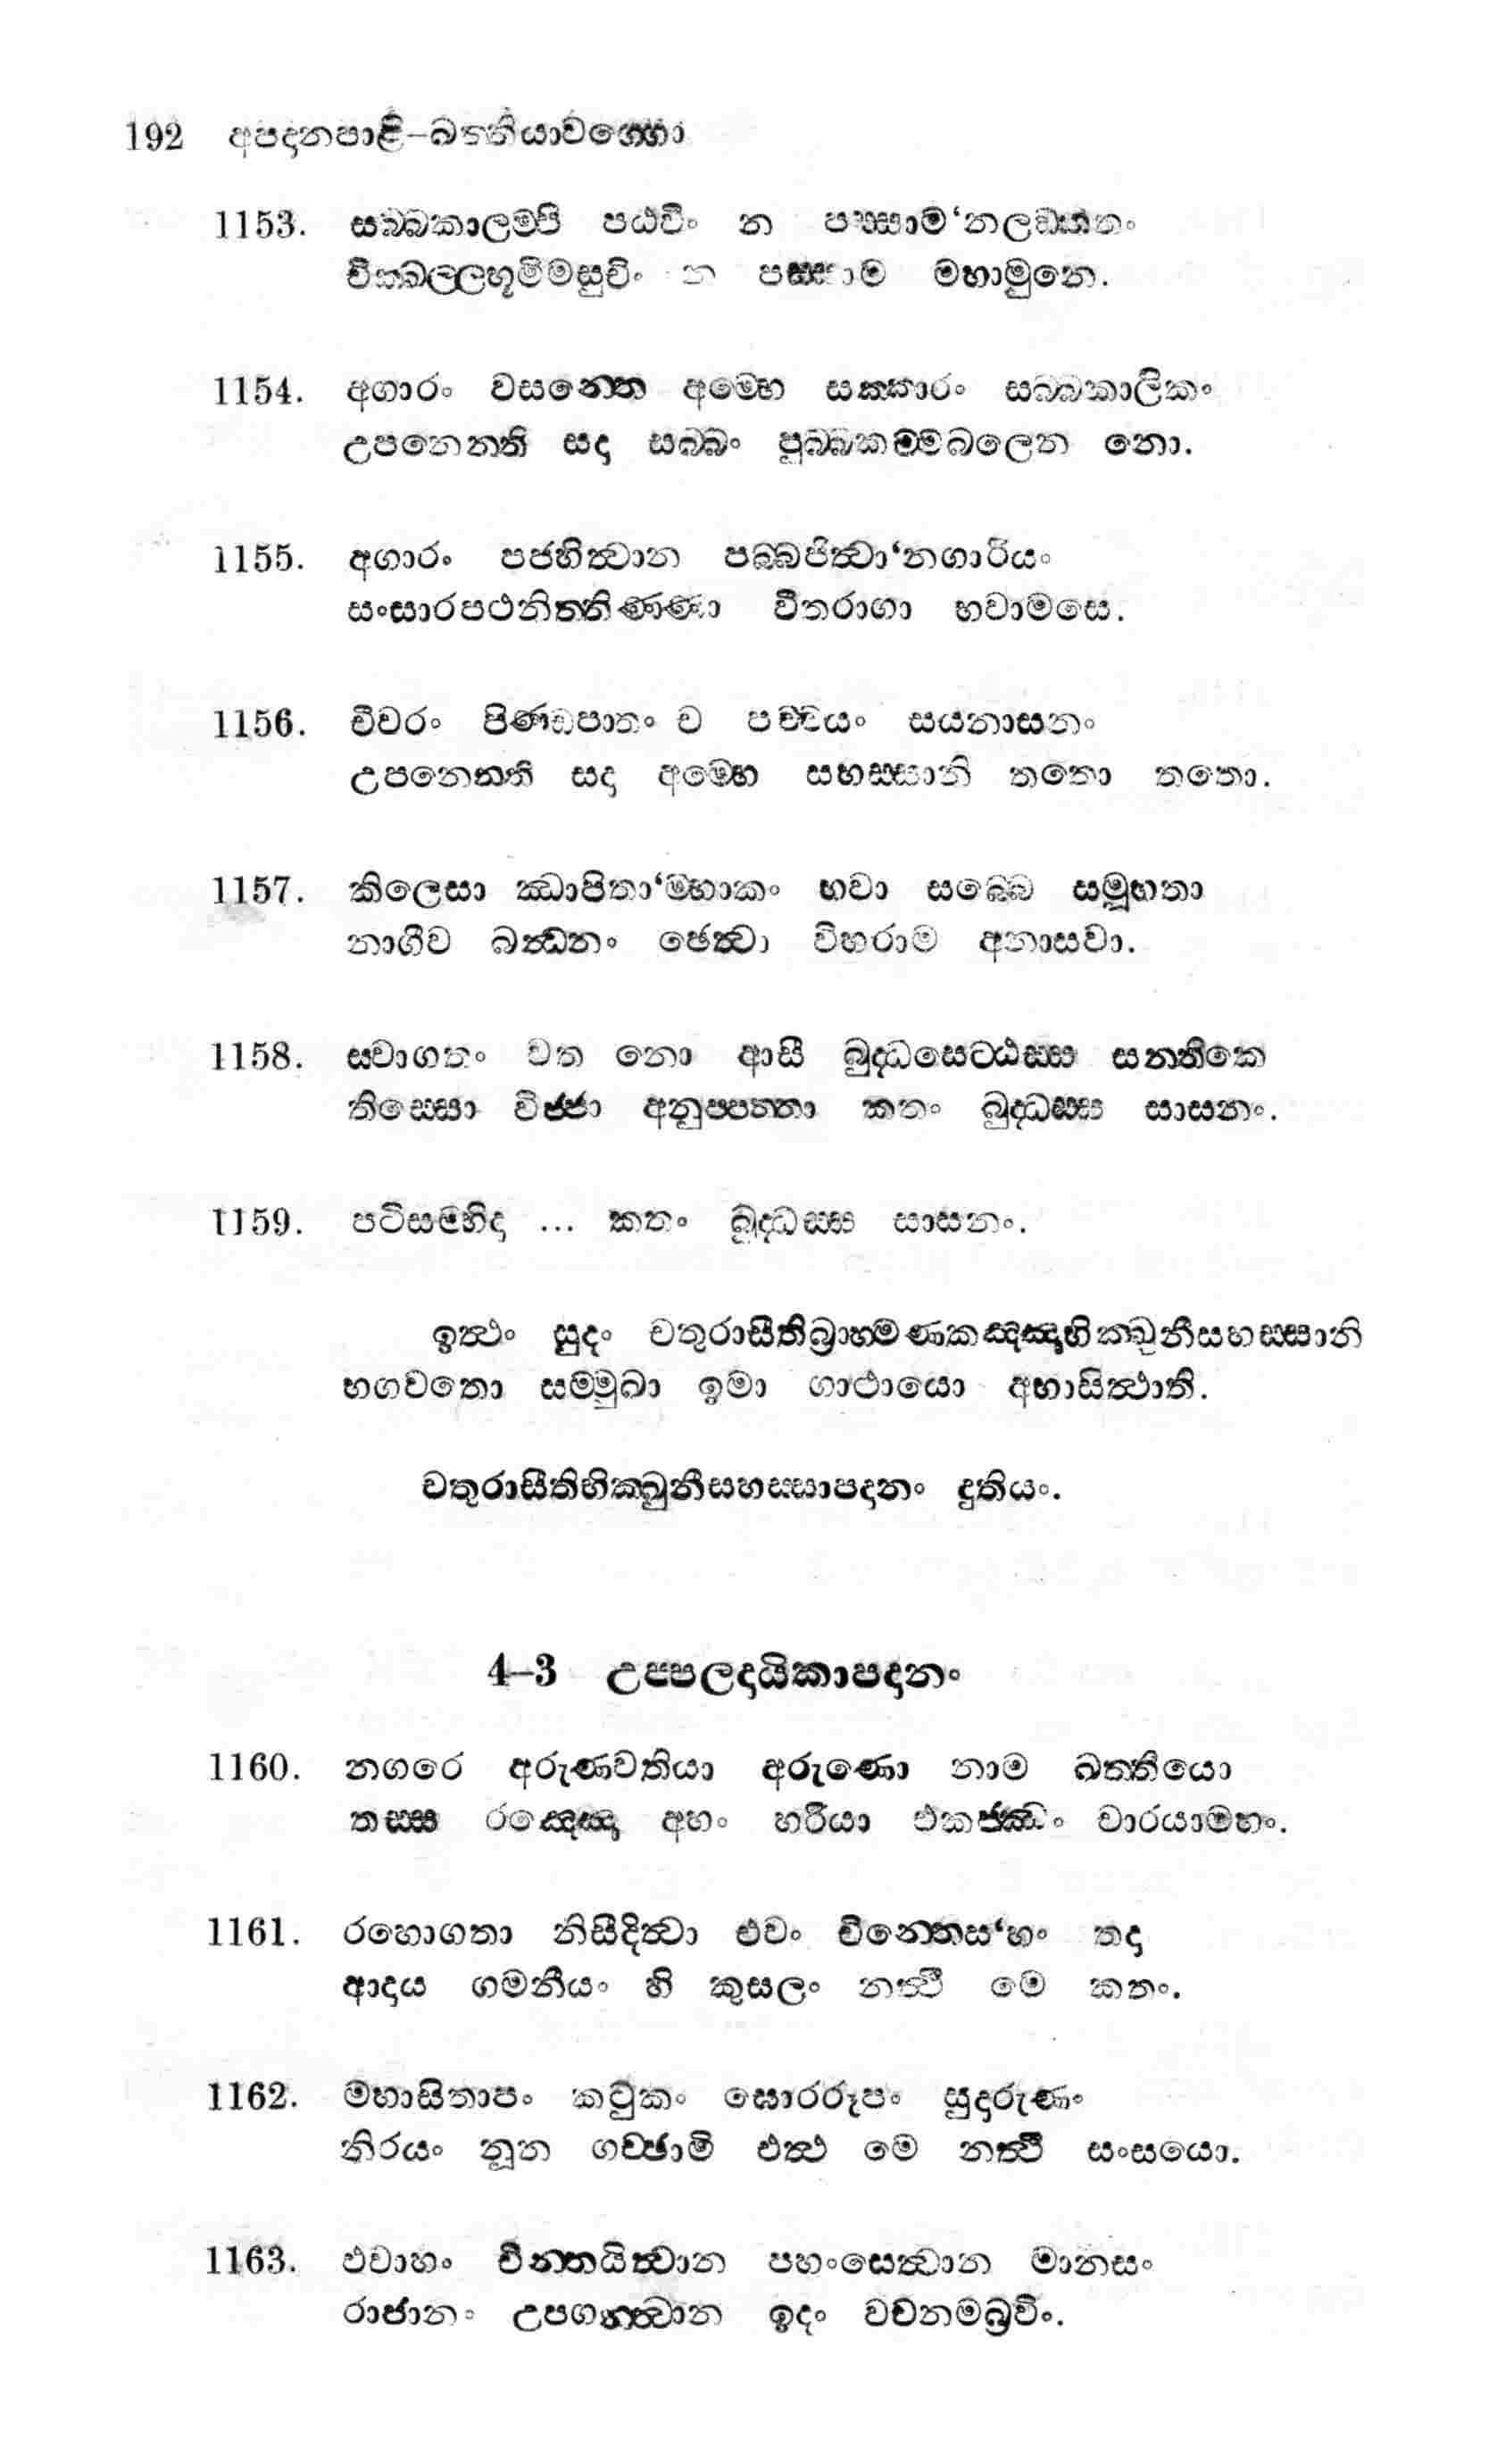 192 අපදානපාළි–ඛත්තියාවග්ගො
1153. සබ්බකාලම්පි පඨවිං න පස්සාම‘නලඞ්කතං
චික්ඛල්ලභූමිමසුචිං න පස්සාම මහාමුනෙ.
1154. අගාරං වසන්තෙ අම්හෙ සක්කාරං සබ්බකාලිකං
උපනෙන්ති සදා සබ්බං පුබ්බකම්මබලෙන නො.
1155. අගාරං පජහිත්වාන පබ්බජිත්වා‘නගාරියං
සංසාරපථනිත්තිණ්ණා වීතරාගා භවාමසෙ.
1156. චීවරං පිණ්ඩපාතං ච පච්චයං සයනාසනං
උපනෙන්ති සදා අම්හෙ සහස්සානි තතො තතො.
1157. කිලෙසා ඣාපිතා‘ම්හාකං භවා සබ්බෙ සමූහතා
නාගීව බන්ධනං ඡෙත්වා විහරාම අනාසවා.
1158. සවාගතං වත නො ආසී බුද්ධසෙට්ඨස්ස සන්තිකෙ
තිස්සො විජ්ජා අනුප්පත්තා කතං බුද්ධස්ස සාසනං.
1159. පටිසම්භිදා ... කතං බුද්ධස්ස සාසනං.
ඉත්ථං සුදං චතුරාසීතිබ්‍රාහ්මණකඤ්ඤාභික්ඛුනීසහස්සානි
භගවතො සම්මුඛා ඉමා ගාථායො අභාසිත්ථාති.
චතුරාසීතිභික්ඛුනීසහස්සාපදානං දුතියං.
4–3 උප්පලදායිකාපදානං
1160. නගරෙ අරුණවතියා අරුණො නාම ඛත්තියො
තස්ස රඤ්ඤො අහං භරියා එකජ්ඣං චාරයාමහං.
1161. රහොගතා නිසීදිත්වා එවං චින්තෙස‘හං තදා
ආදාය ගමනීයං හි කුසලං නත්ථි මෙ කතං.
1162. මහාසිතාපං කටුකං ඝොරරූපං සුදාරුණං
නිරයං නූන ගච්ඡාමි එත්ථ මෙ නත්ථි සංසයො.
1163. එවාහං චින්තයිත්වාන පහංසෙත්වාන මානසං
රාජානං උපගන්ත්වාන ඉදං වචනමබ්‍රවිං.